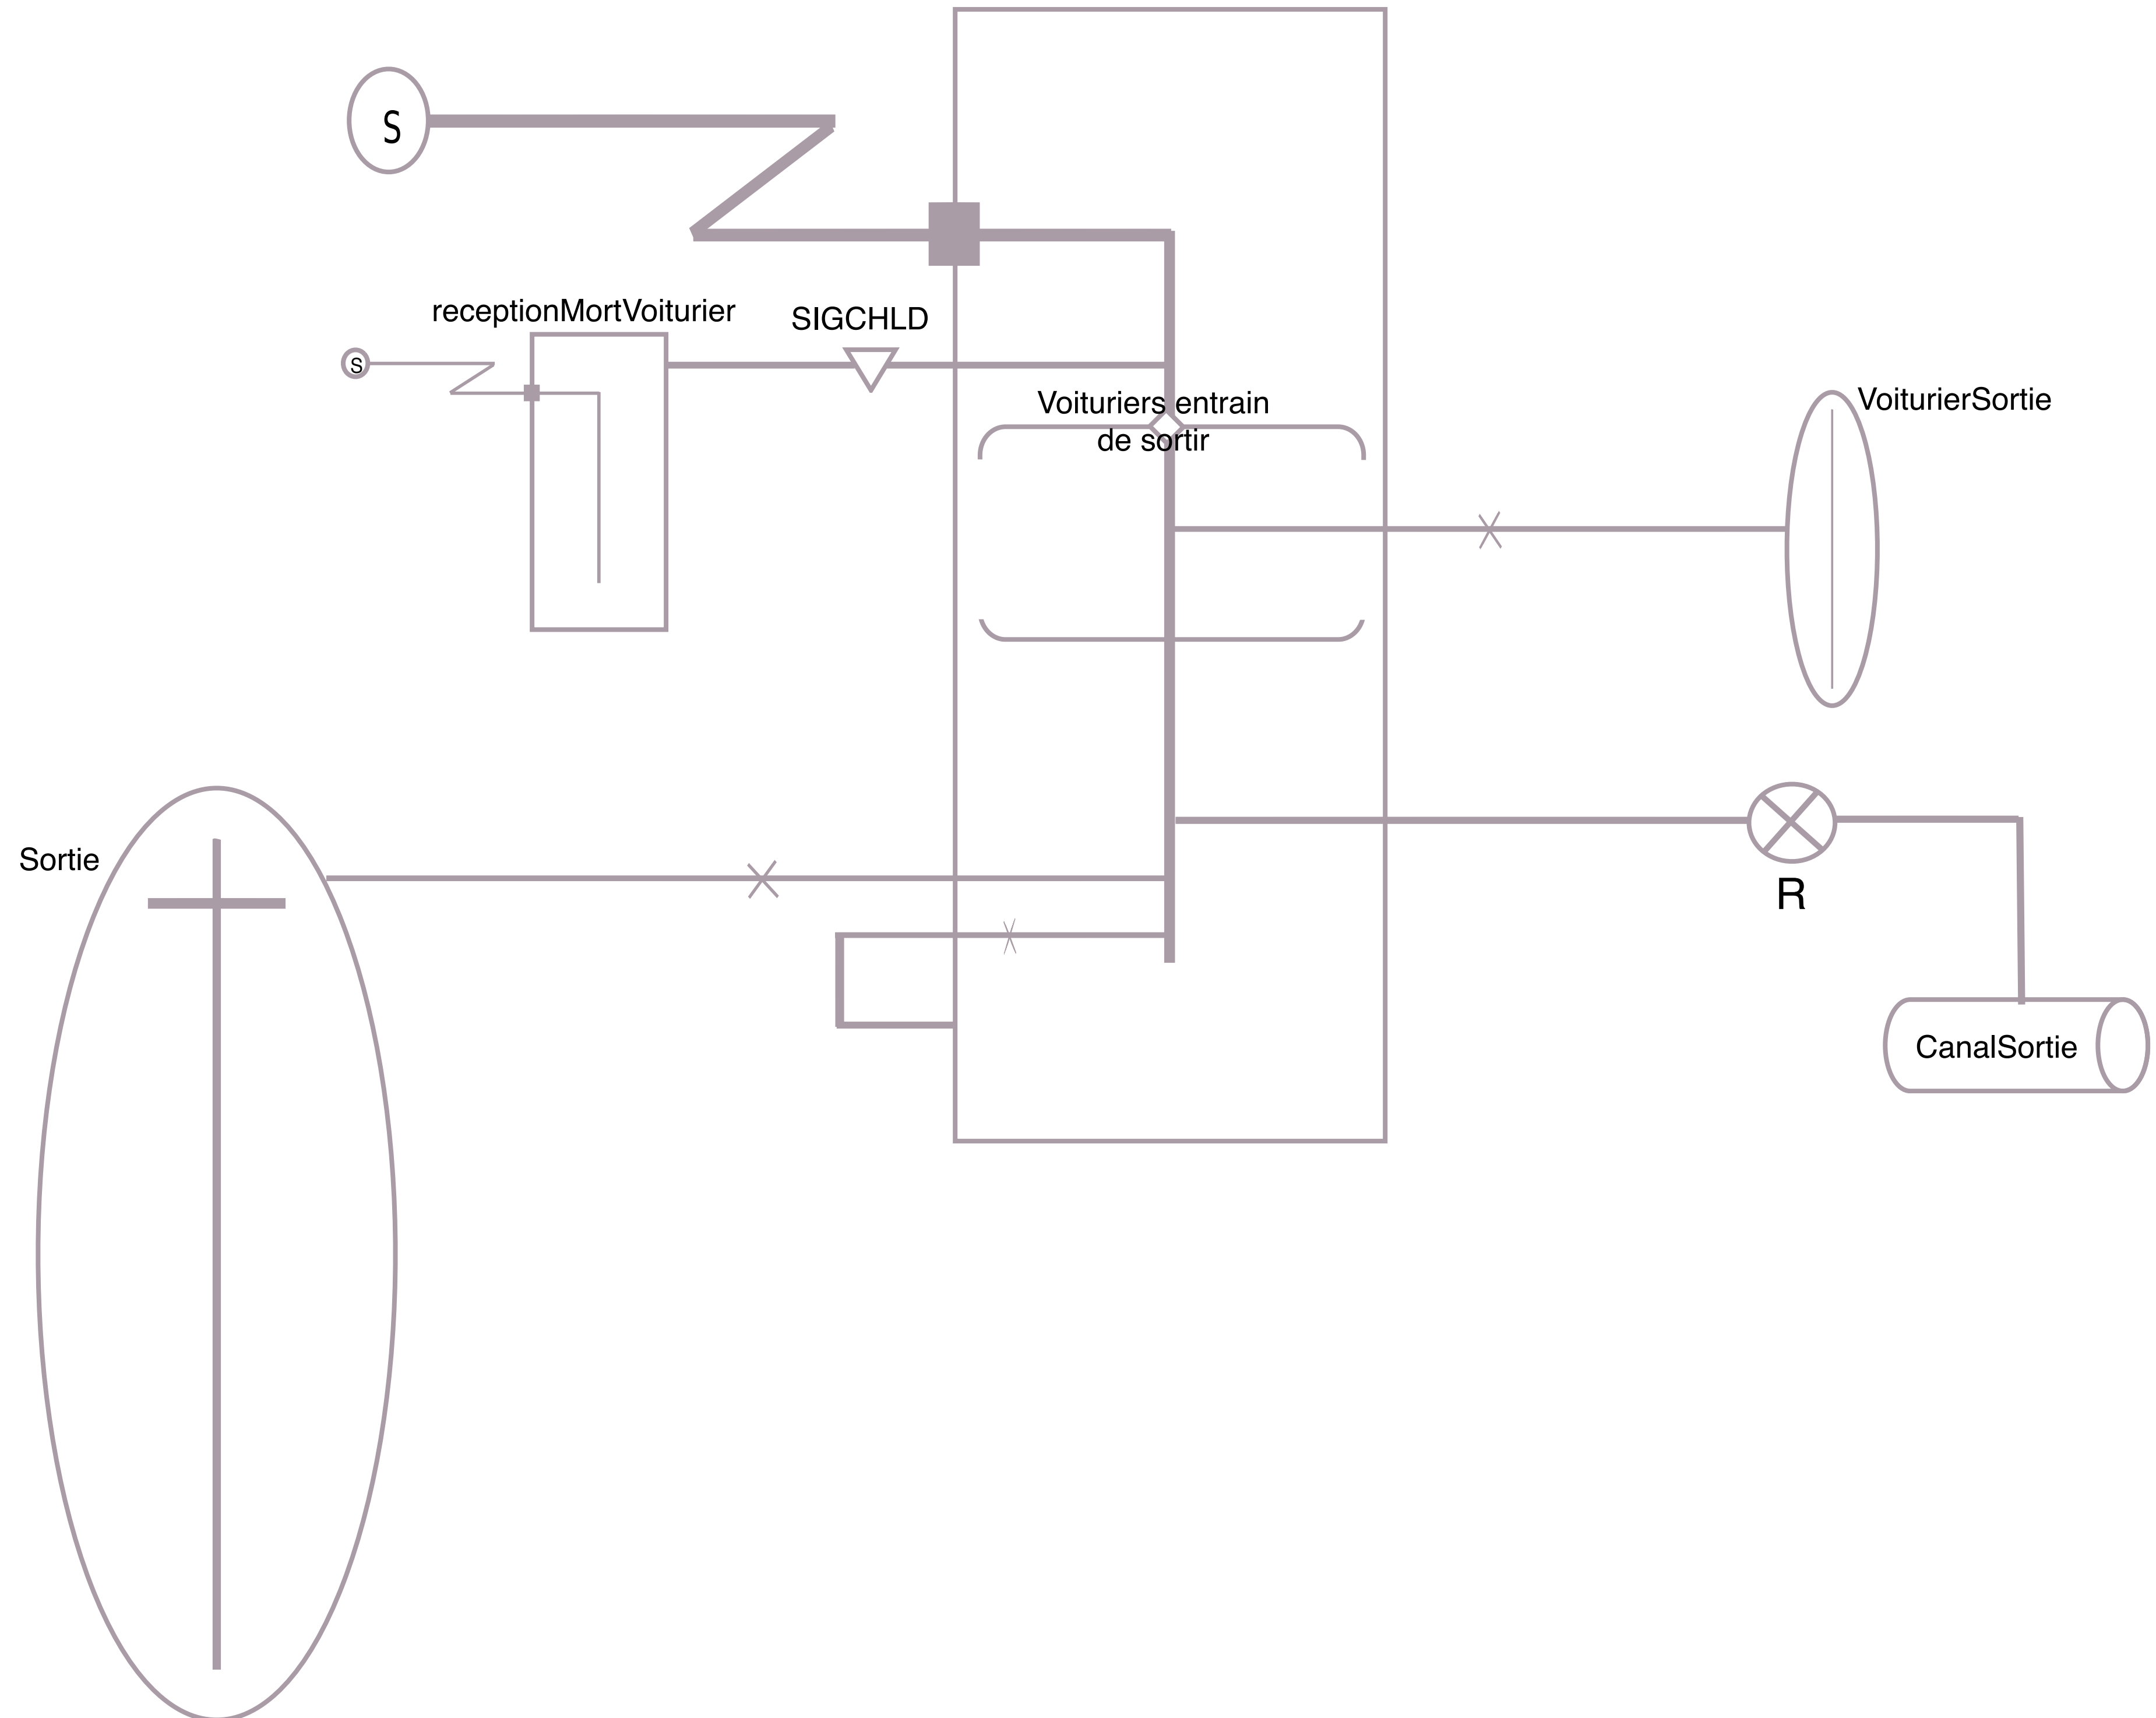 S
receptionMortVoiturier
SIGCHLD
S
Voituriers entrain
de sortir
VoiturierSortie
Sortie
R
CanalSortie